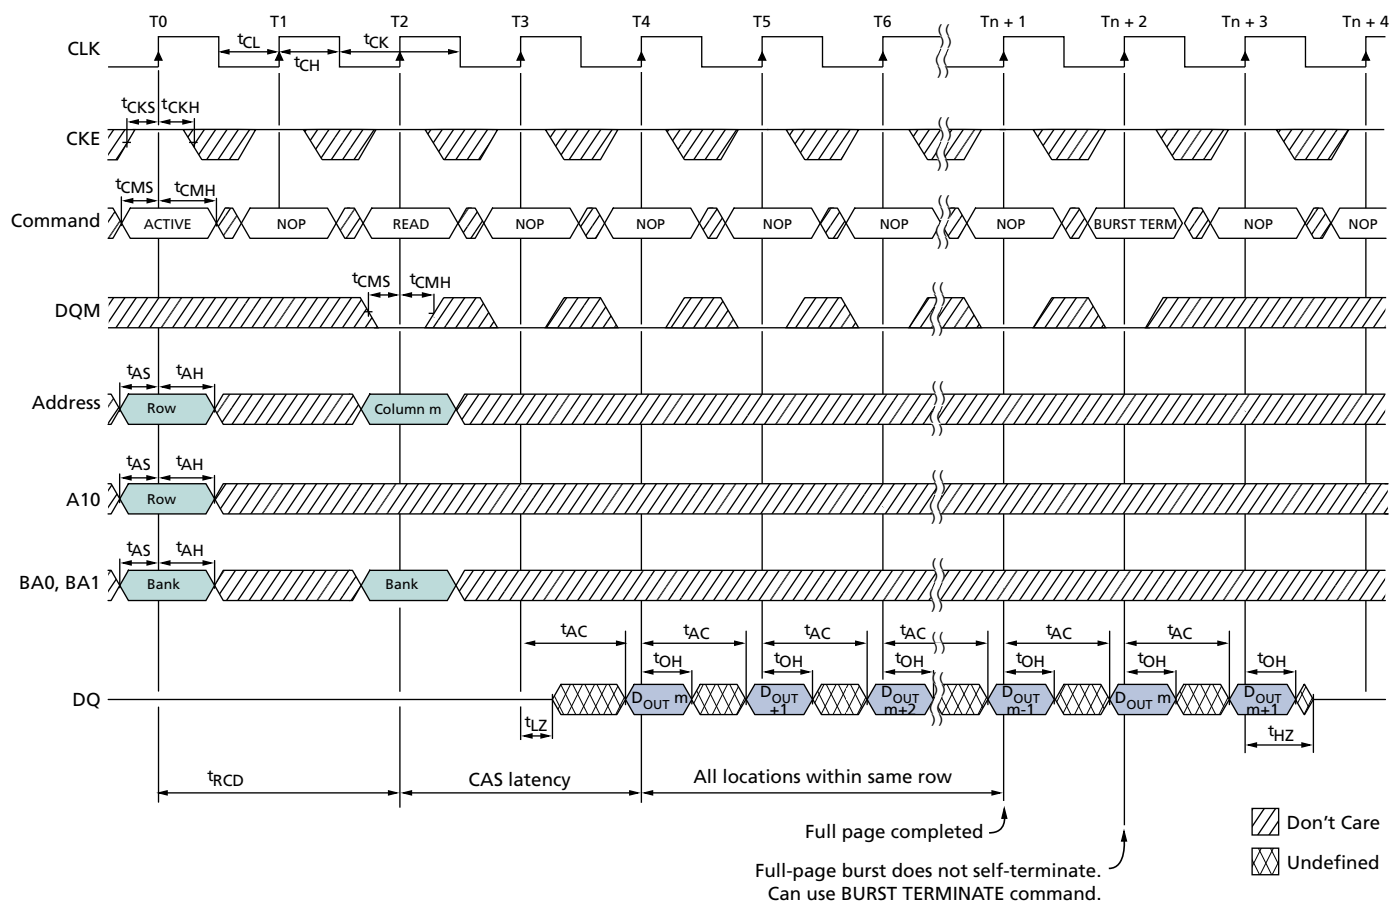 T0 T1 T2 T3 T4 T5 T6 Tn + 1 Tn + 2 Tn + 3 Tn + 4
CLK
tCL tCK
tCH
tCKS tCKH
CKE
tCMS tCMH
Command ACTIVE NOP READ NOP NOP NOP NOP NOP BURST TERM NOP NOP
tCMS tCMH
DQM
tAS tAH
Address Row Column m
tAS tAH
A10 Row
tAS tAH
BA0, BA1 Bank Bank
tAC tAC tAC tAC tAC tAC
tOH tOH tOH tOH tOH tOH
DQ DOUT m DOUT +1 DOUT m+2 DOUT m-1 DOUT m DOUT m+1
tLZ tHZ
tRCD CAS latency All locations within same row
Full page completed
Don't Care
Undefined
Full-page burst does not self-terminate.
Can use BURST TERMINATE command.